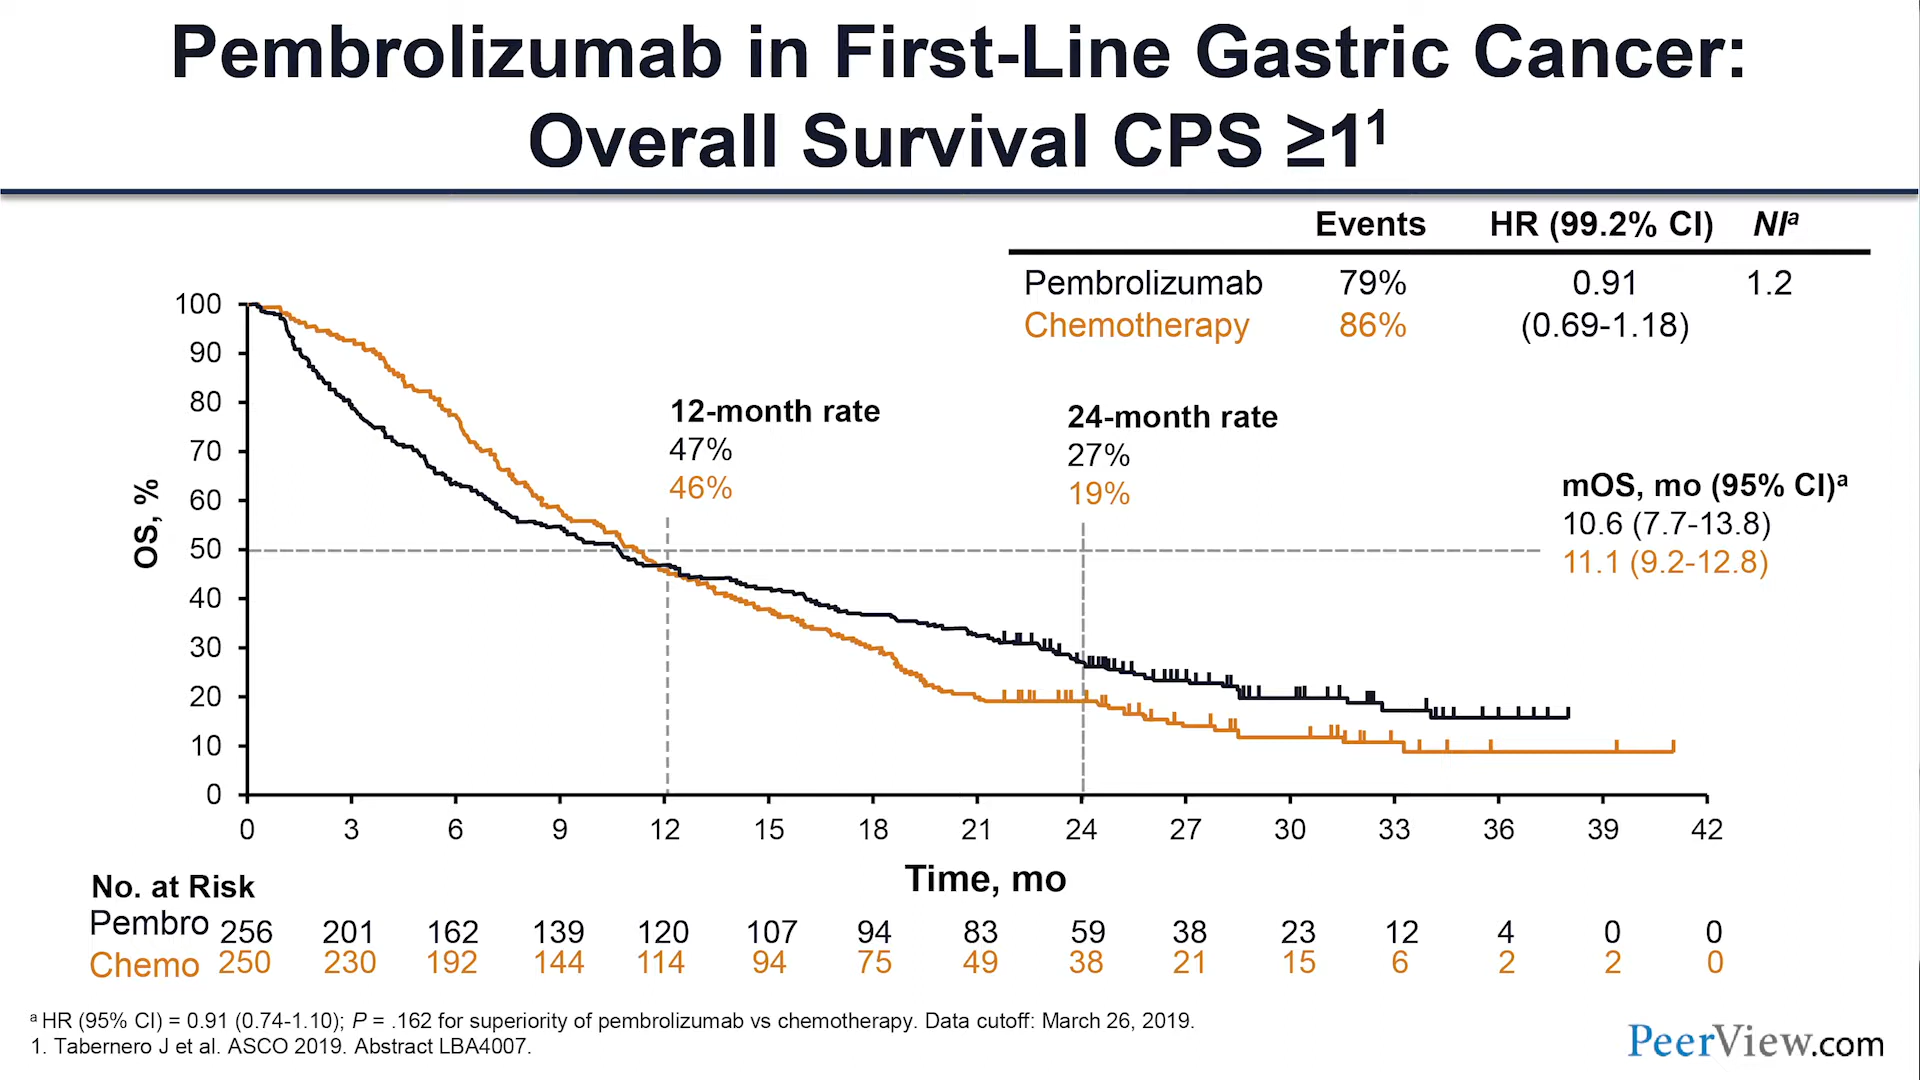 Pembrolizumab in First-Line Gastric Cancer:
Overall Survival CPS ≥1¹
Events HR (99.2% CI) NIᵃ
Pembrolizumab 79% 0.91 1.2
Chemotherapy 86% (0.69-1.18)
12-month rate
47%
46%
24-month rate
27%
19%
mOS, mo (95% CI)ᵃ
10.6 (7.7-13.8)
11.1 (9.2-12.8)
OS, %
100
90
80
70
60
50
40
30
20
10
0
0 3 6 9 12 15 18 21 24 27 30 33 36 39 42
Time, mo
No. at Risk
Pembro 256 201 162 139 120 107 94 83 59 38 23 12 4 0 0
Chemo 250 230 192 144 114 94 75 49 38 21 15 6 2 2 0
ᵃ HR (95% CI) = 0.91 (0.74-1.10); P = .162 for superiority of pembrolizumab vs chemotherapy. Data cutoff: March 26, 2019.
1. Tabernero J et al. ASCO 2019. Abstract LBA4007.
PeerView.com